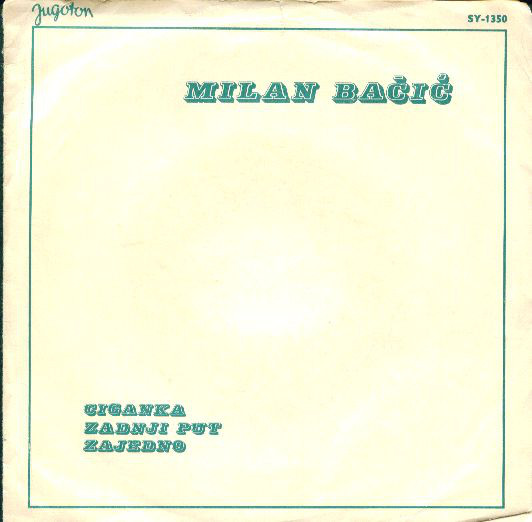 Jugoton
SY-1350
MILAN BAČIĆ
CIGANKA
ZADNJI PUT
ZAJEDNO